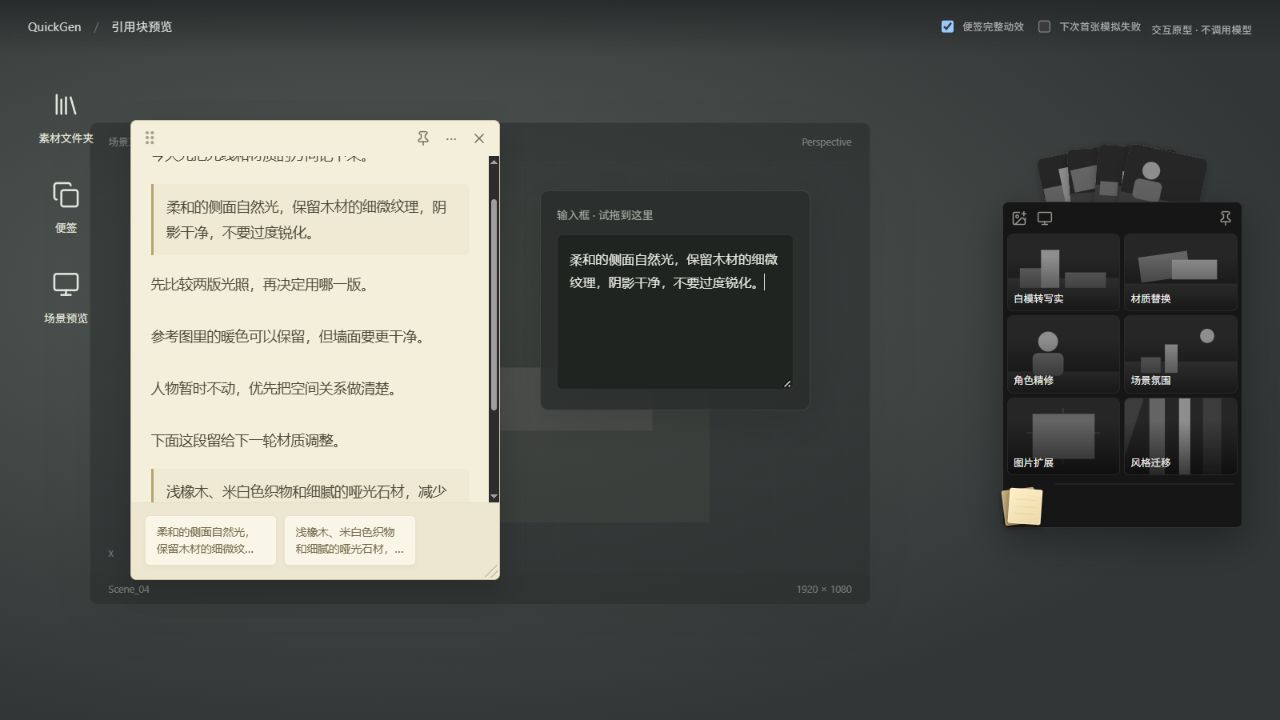 QuickGen / 引用块预览
便签完整动效
下次首张模拟失败
交互原型 · 不调用模型
素材文件夹
便签
场景预览
场景
Perspective
柔和的侧面自然光，保留木材的细微纹理，阴
影干净，不要过度锐化。
先比较两版光照，再决定用哪一版。
参考图里的暖色可以保留，但墙面要更干净。
人物暂时不动，优先把空间关系做清楚。
下面这段留给下一轮材质调整。
浅橡木、米白色织物和细腻的哑光石材，减少
柔和的侧面自然光，
保留木材的细微纹...
浅橡木、米白色织物
和细腻的哑光石材，...
输入框 · 试拖到这里
柔和的侧面自然光，保留木材的细微
纹理，阴影干净，不要过度锐化。
X
Scene_04
1920 × 1080
白模转写实
材质替换
角色精修
场景氛围
图片扩展
风格迁移